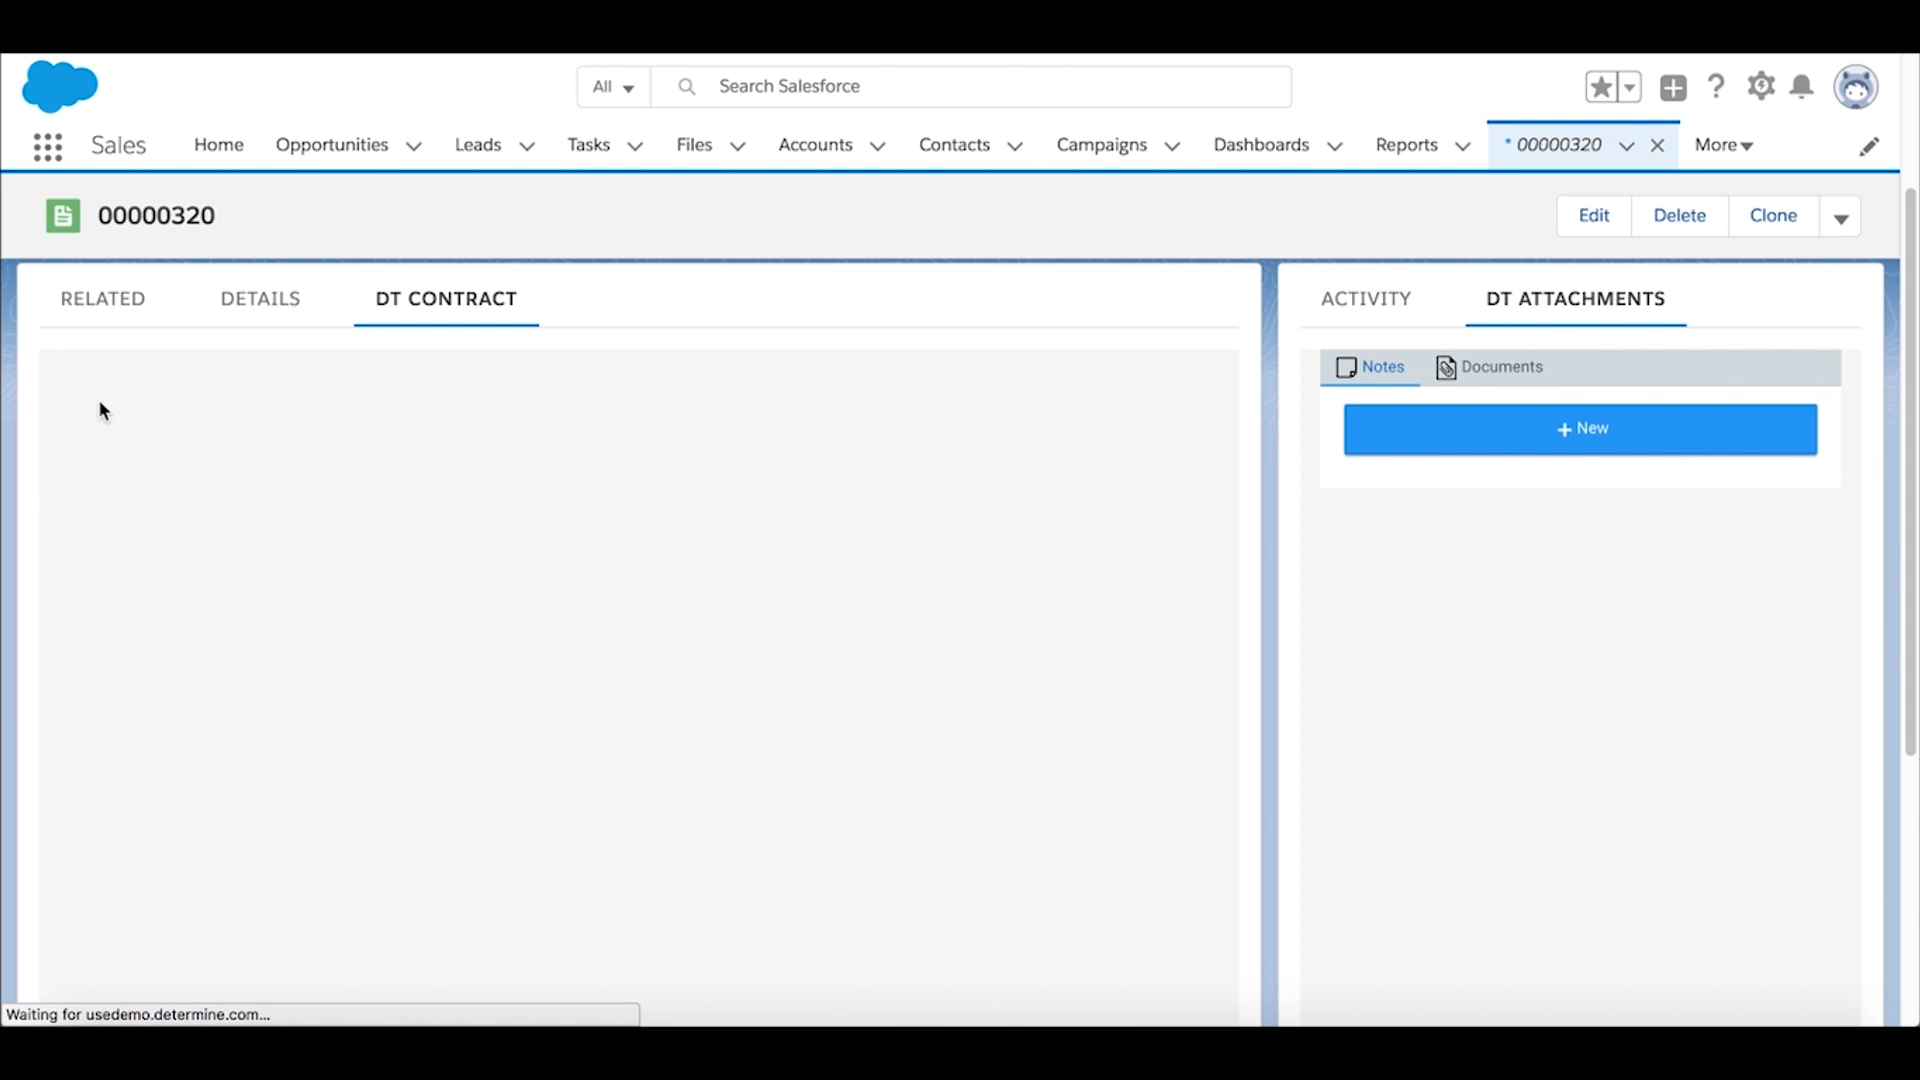 All
Search Salesforce
Sales
Home
Opportunities
Leads
Tasks
Files
Accounts
Contacts
Campaigns
Dashboards
Reports
* 00000320
More
00000320
Edit
Delete
Clone
RELATED
DETAILS
DT CONTRACT
ACTIVITY
DT ATTACHMENTS
Notes
Documents
+ New
Waiting for usedemo.determine.com...